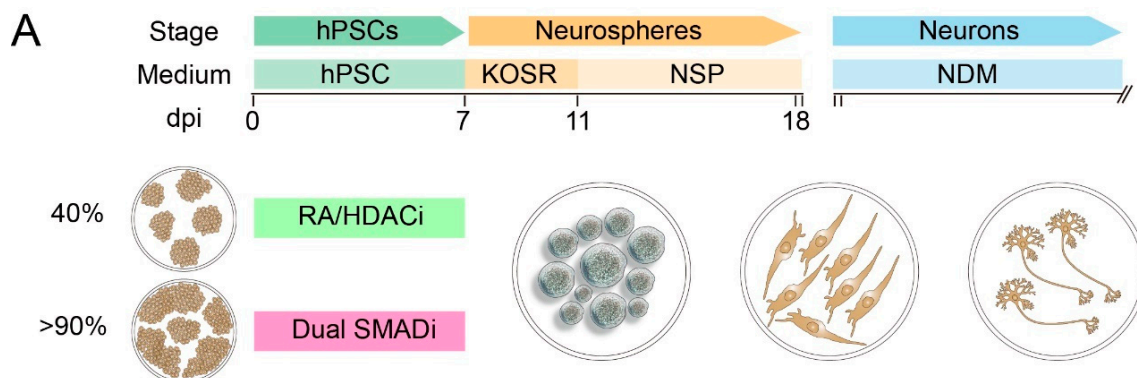 A
Stage hPSCs Neurospheres Neurons
Medium hPSC KOSR NSP NDM
dpi 0 7 11 18
40% RA/HDACi
>90% Dual SMADi